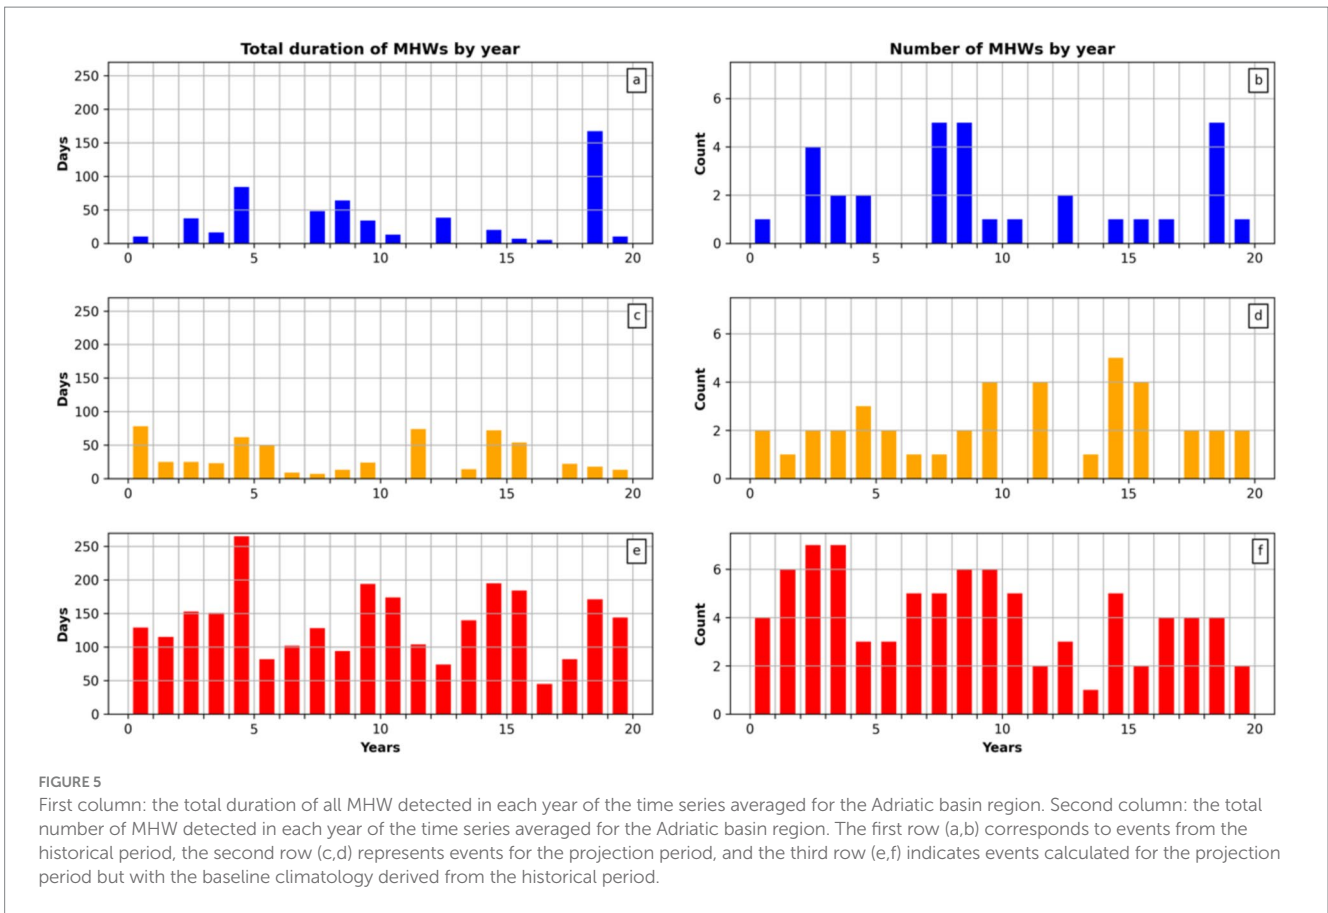 Total duration of MHWs by year
Number of MHWs by year
a
250
200
150
100
50
0
Days
0 5 10 15 20
b
6
4
2
0
Count
0 5 10 15 20
c
250
200
150
100
50
0
Days
0 5 10 15 20
d
6
4
2
0
Count
0 5 10 15 20
e
250
200
150
100
50
0
Days
0 5 10 15 20
Years
f
6
4
2
0
Count
0 5 10 15 20
Years
FIGURE 5
First column: the total duration of all MHW detected in each year of the time series averaged for the Adriatic basin region. Second column: the total
number of MHW detected in each year of the time series averaged for the Adriatic basin region. The first row (a,b) corresponds to events from the
historical period, the second row (c,d) represents events for the projection period, and the third row (e,f) indicates events calculated for the projection
period but with the baseline climatology derived from the historical period.